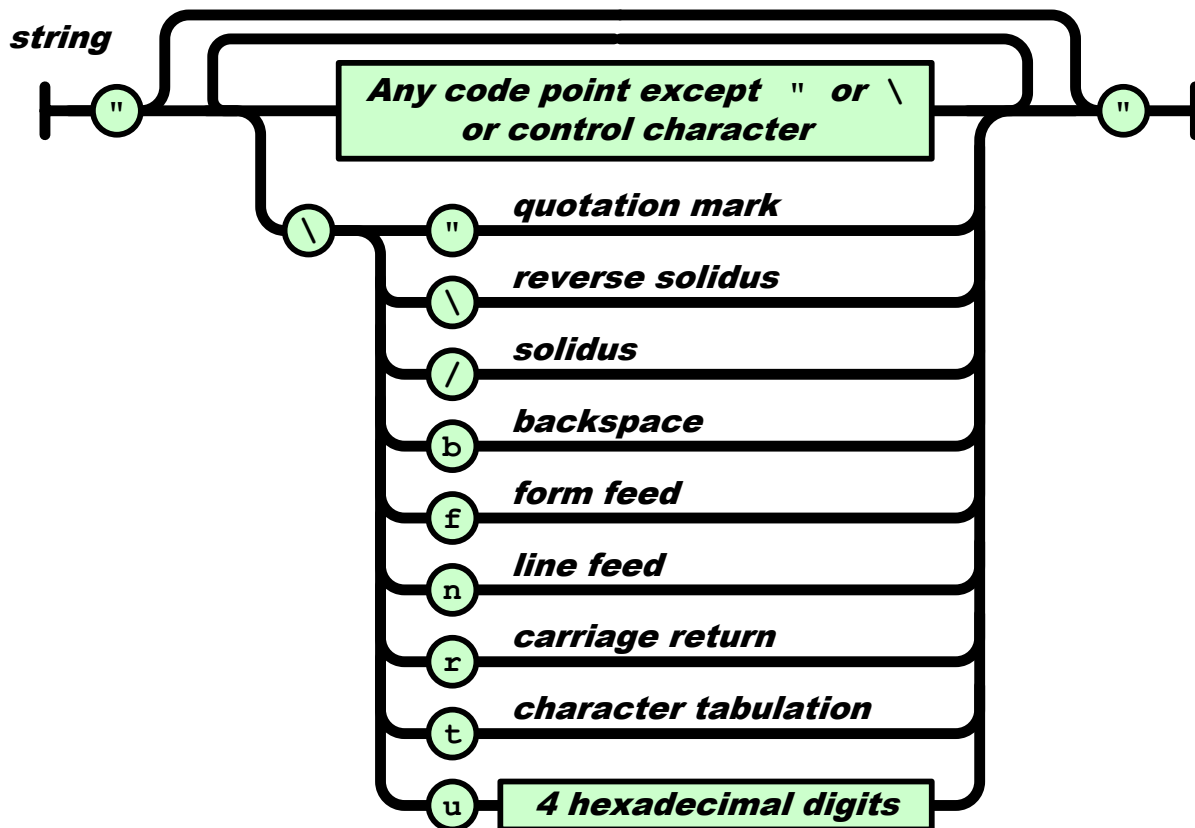 string
" Any code point except " or \ "
or control character
\ " quotation mark
\ reverse solidus
/ solidus
b backspace
f form feed
n line feed
r carriage return
t character tabulation
u 4 hexadecimal digits